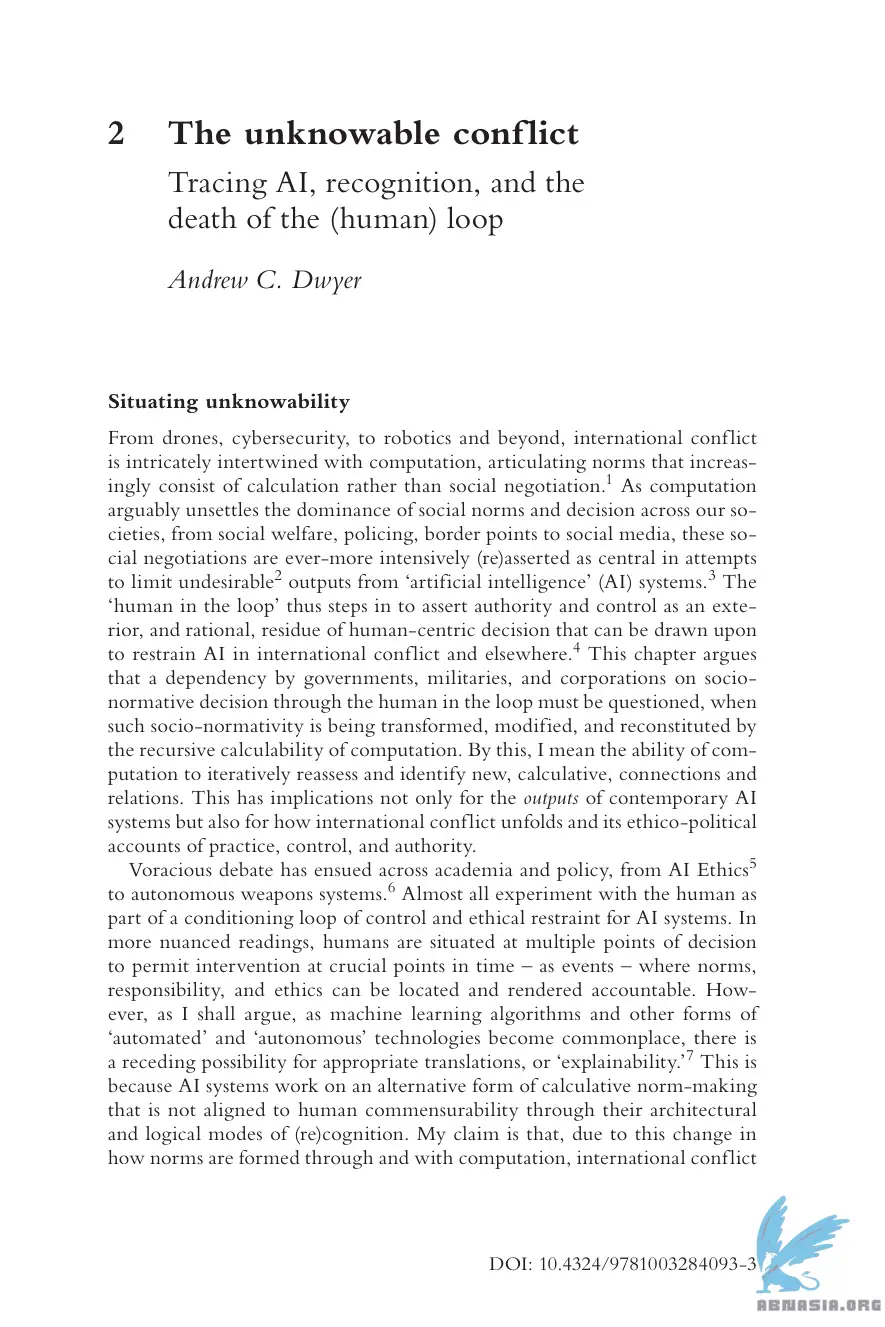 2 The unknowable conflict
Tracing AI, recognition, and the
death of the (human) loop
Andrew C. Dwyer
Situating unknowability
From drones, cybersecurity, to robotics and beyond, international conflict
is intricately intertwined with computation, articulating norms that increas-
ingly consist of calculation rather than social negotiation.1 As computation
arguably unsettles the dominance of social norms and decision across our so-
cieties, from social welfare, policing, border points to social media, these so-
cial negotiations are ever-more intensively (re)asserted as central in attempts
to limit undesirable2 outputs from ‘artificial intelligence’ (AI) systems.3 The
‘human in the loop’ thus steps in to assert authority and control as an exte-
rior, and rational, residue of human-centric decision that can be drawn upon
to restrain AI in international conflict and elsewhere.4 This chapter argues
that a dependency by governments, militaries, and corporations on socio-
normative decision through the human in the loop must be questioned, when
such socio-normativity is being transformed, modified, and reconstituted by
the recursive calculability of computation. By this, I mean the ability of com-
putation to iteratively reassess and identify new, calculative, connections and
relations. This has implications not only for the outputs of contemporary AI
systems but also for how international conflict unfolds and its ethico-political
accounts of practice, control, and authority.
Voracious debate has ensued across academia and policy, from AI Ethics5
to autonomous weapons systems.6 Almost all experiment with the human as
part of a conditioning loop of control and ethical restraint for AI systems. In
more nuanced readings, humans are situated at multiple points of decision
to permit intervention at crucial points in time – as events – where norms,
responsibility, and ethics can be located and rendered accountable. How-
ever, as I shall argue, as machine learning algorithms and other forms of
‘automated’ and ‘autonomous’ technologies become commonplace, there is
a receding possibility for appropriate translations, or ‘explainability.’7 This is
because AI systems work on an alternative form of calculative norm-making
that is not aligned to human commensurability through their architectural
and logical modes of (re)cognition. My claim is that, due to this change in
how norms are formed through and with computation, international conflict
DOI: 10.4324/9781003284093-3
ABNASIA.ORG